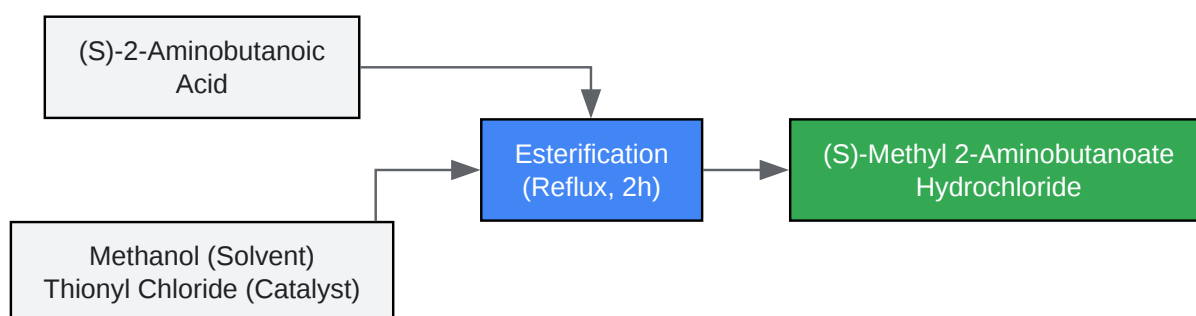 (S)-2-Aminobutanoic
Acid
Esterification
(Reflux, 2h)
(S)-Methyl 2-Aminobutanoate
Hydrochloride
Methanol (Solvent)
Thionyl Chloride (Catalyst)